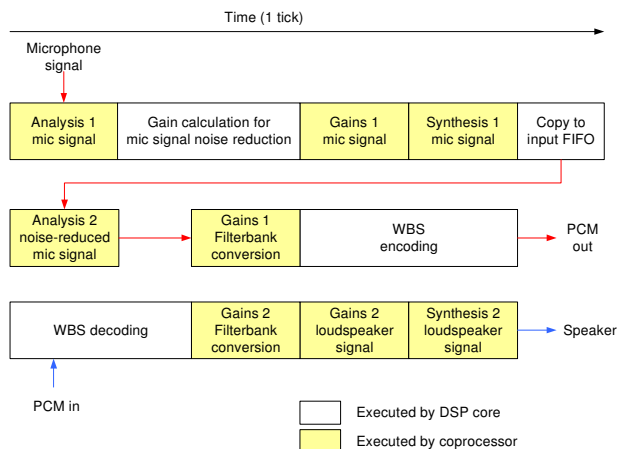 Time (1 tick)
Microphone
signal
Analysis 1
mic signal
Gain calculation for
mic signal noise reduction
Gains 1
mic signal
Synthesis 1
mic signal
Copy to
input FIFO
Analysis 2
noise-reduced
mic signal
Gains 1
Filterbank
conversion
WBS
encoding
PCM
out
WBS decoding
Gains 2
Filterbank
conversion
Gains 2
loudspeaker
signal
Synthesis 2
loudspeaker
signal
Speaker
PCM in
Executed by DSP core
Executed by coprocessor